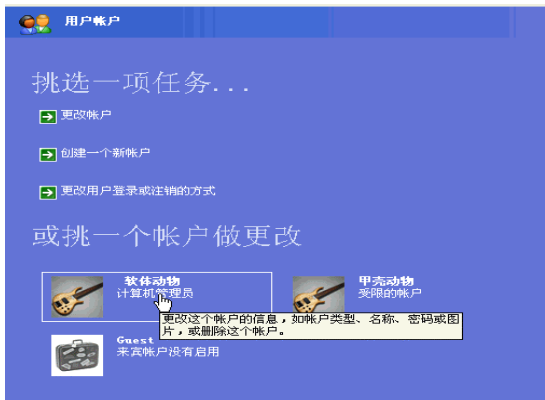 用户帐户
挑选一项任务...
更改帐户
创建一个新帐户
更改用户登录或注销的方式
或挑一个帐户做更改
软体动物
计算机管理员
甲壳动物
受限的帐户
更改这个帐户的信息，如帐户类型、名称、密码或图
片，或删除这个帐户。
Guest
来宾帐户没有启用